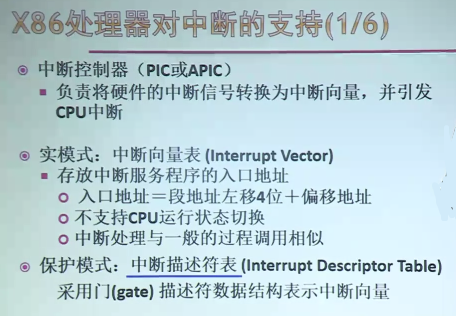 X86处理器对中断的支持(1/6)
中断控制器（PIC或APIC）
负责将硬件的中断信号转换为中断向量，并引发
CPU中断
实模式：中断向量表 (Interrupt Vector)
存放中断服务程序的入口地址
入口地址＝段地址左移4位＋偏移地址
不支持CPU运行状态切换
中断处理与一般的过程调用相似
保护模式：中断描述符表 (Interrupt Descriptor Table)
采用门(gate) 描述符数据结构表示中断向量